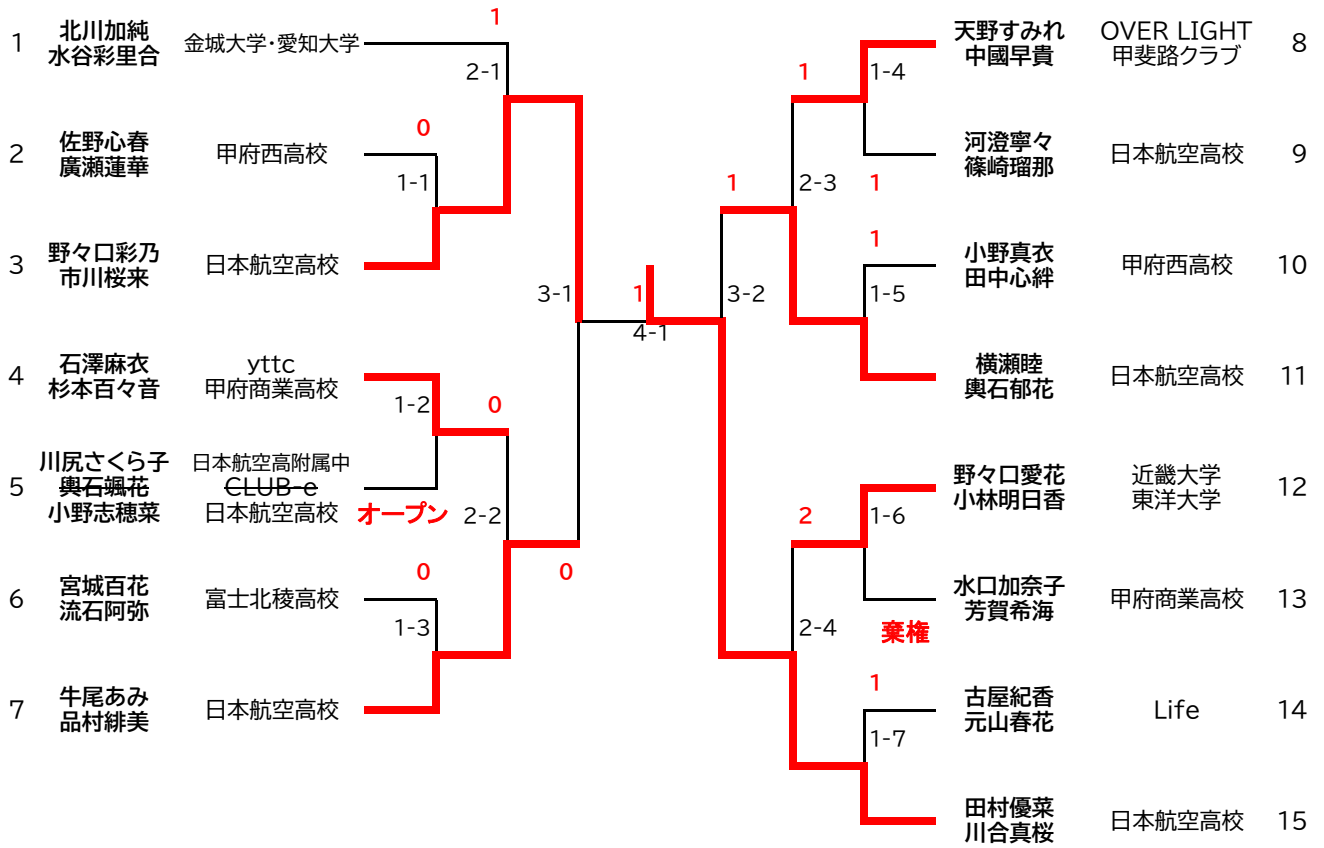 1 北川加純 金城大学・愛知大学
水谷彩里合
1
2-1
2 佐野心春 甲府西高校
廣瀬蓮華
0
1-1
3 野々口彩乃 日本航空高校
市川桜来
3-1
4 石澤麻衣 yttc
杉本百々音 甲府商業高校
1-2
0
5 川尻さくら子 日本航空高附属中
輿石颯花 CLUB-e
小野志穂菜 日本航空高校 オープン
2-2
6 宮城百花 富士北稜高校
流石阿弥
0
0
1-3
7 牛尾あみ 日本航空高校
品村緋美
1
4-1
天野すみれ OVER LIGHT 8
中國早貴 甲斐路クラブ
1
1-4
河澄寧々 日本航空高校 9
篠崎瑠那
1
2-3
1
小野真衣 甲府西高校 10
田中心絆
1
1-5
3-2
横瀬睦 日本航空高校 11
輿石郁花
野々口愛花 近畿大学 12
小林明日香 東洋大学
2
1-6
水口加奈子 甲府商業高校 13
芳賀希海
棄権
2-4
古屋紀香 Life 14
元山春花
1
1-7
田村優菜 日本航空高校 15
川合真桜